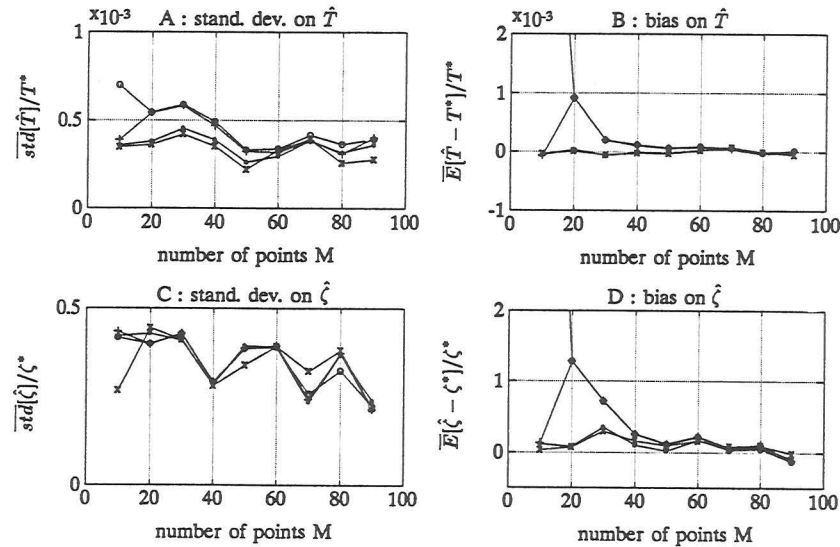 x10⁻³ A : stand. dev. on T̂
1
0.5
0
s̅t̅d̅[T̂]/T*
0 20 40 60 80 100
number of points M
x10⁻³ B : bias on T̂
2
1
0
-1
E̅[T̂ − T*]/T*
0 20 40 60 80 100
number of points M
C : stand. dev. on ζ̂
0.5
0
s̅t̅d̅[ζ̂]/ζ*
0 20 40 60 80 100
number of points M
D : bias on ζ̂
2
1
0
E̅[ζ̂ − ζ*]/ζ*
0 20 40 60 80 100
number of points M